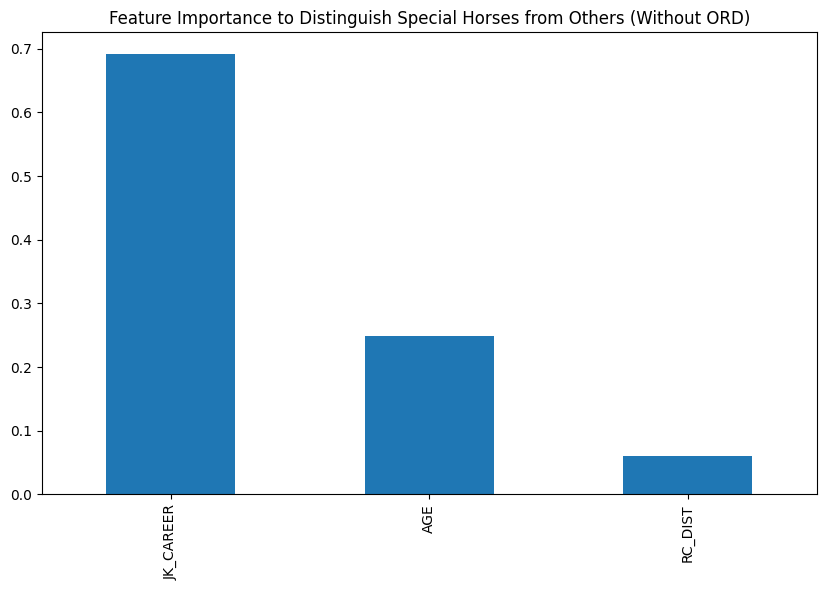 Feature Importance to Distinguish Special Horses from Others (Without ORD)
0.7
0.6
0.5
0.4
0.3
0.2
0.1
0.0
JK_CAREER
AGE
RC_DIST